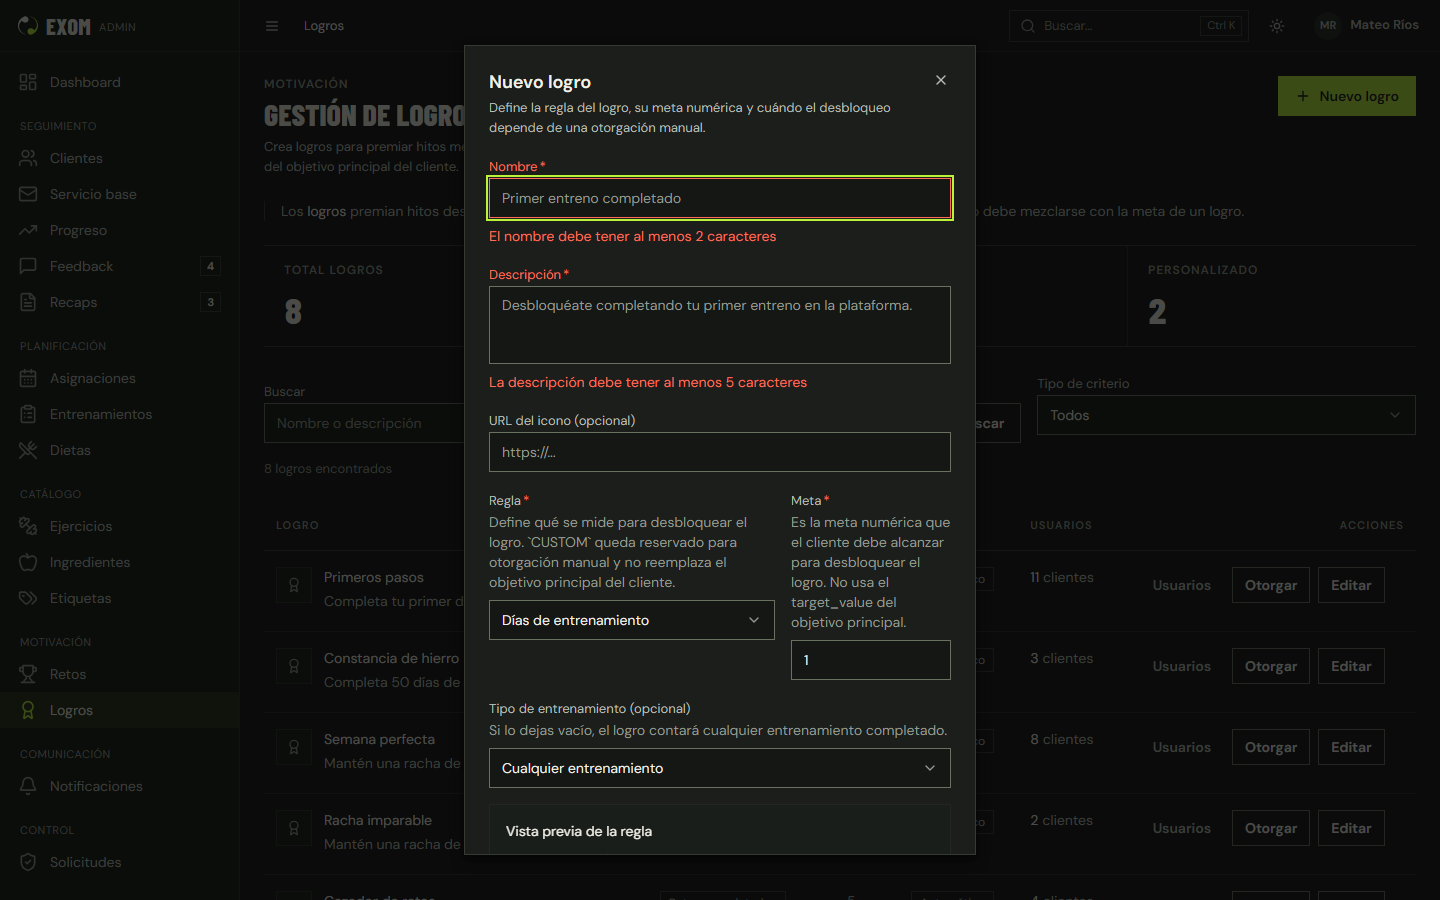 EXOM ADMIN
Logros
Buscar...
Ctrl K
MR
Mateo Ríos
Dashboard
SEGUIMIENTO
Clientes
Servicio base
Progreso
Feedback
4
Recaps
3
PLANIFICACIÓN
Asignaciones
Entrenamientos
Dietas
CATÁLOGO
Ejercicios
Ingredientes
Etiquetas
MOTIVACIÓN
Retos
Logros
COMUNICACIÓN
Notificaciones
CONTROL
Solicitudes
MOTIVACIÓN
GESTIÓN DE LOGRO
Crea logros para premiar hitos
del objetivo principal del cliente.
Nuevo logro
Los logros premian hitos
debe mezclarse con la meta de un logro.
TOTAL LOGROS
8
PERSONALIZADO
2
Buscar
Nombre o descripción
scar
Tipo de criterio
Todos
8 logros encontrados
LOGRO
USUARIOS
ACCIONES
Primeros pasos
Completa tu primer d
co
11 clientes
Usuarios
Otorgar
Editar
Constancia de hierro
Completa 50 días de
co
3 clientes
Usuarios
Otorgar
Editar
Semana perfecta
Mantén una racha de
co
8 clientes
Usuarios
Otorgar
Editar
Racha imparable
Mantén una racha de
co
2 clientes
Usuarios
Otorgar
Editar
Nuevo logro
Define la regla del logro, su meta numérica y cuándo el desbloqueo
depende de una otorgación manual.
Nombre *
Primer entreno completado
El nombre debe tener al menos 2 caracteres
Descripción *
Desbloquéate completando tu primer entreno en la plataforma.
La descripción debe tener al menos 5 caracteres
URL del icono (opcional)
https://...
Regla *
Define qué se mide para desbloquear el
logro. `CUSTOM` queda reservado para
otorgación manual y no reemplaza el
objetivo principal del cliente.
Días de entrenamiento
Meta *
Es la meta numérica que
el cliente debe alcanzar
para desbloquear el
logro. No usa el
target_value del
objetivo principal.
1
Tipo de entrenamiento (opcional)
Si lo dejas vacío, el logro contará cualquier entrenamiento completado.
Cualquier entrenamiento
Vista previa de la regla